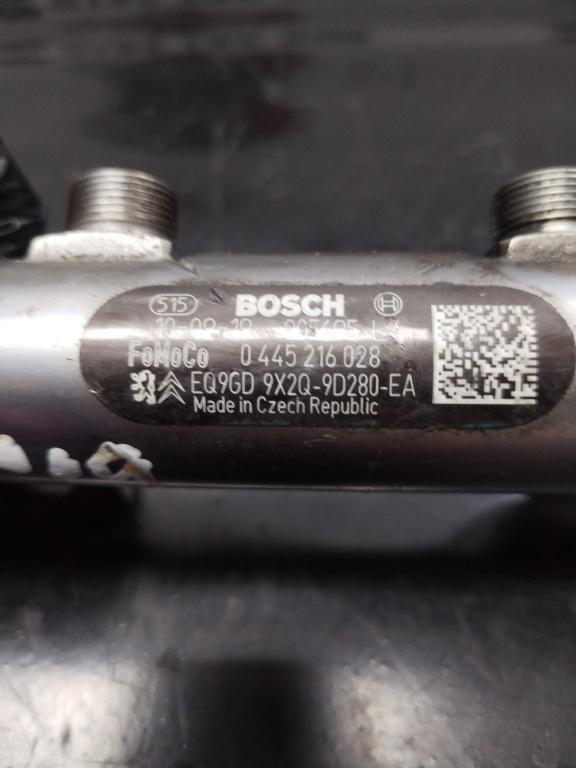 515 BOSCH
FoMoCo 0 445 216 028
EQ9GD 9X2Q-9D280-EA
Made in Czech Republic